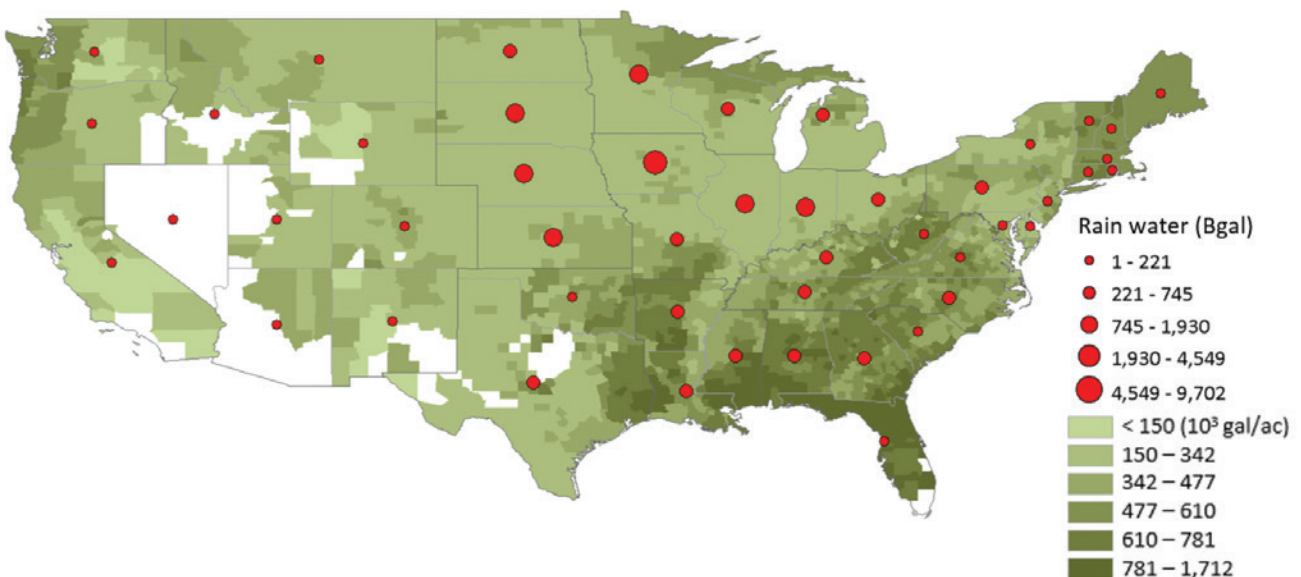 Rain water (Bgal)
1 - 221
221 - 745
745 - 1,930
1,930 - 4,549
4,549 - 9,702
< 150 (10³ gal/ac)
150 – 342
342 – 477
477 – 610
610 – 781
781 – 1,712